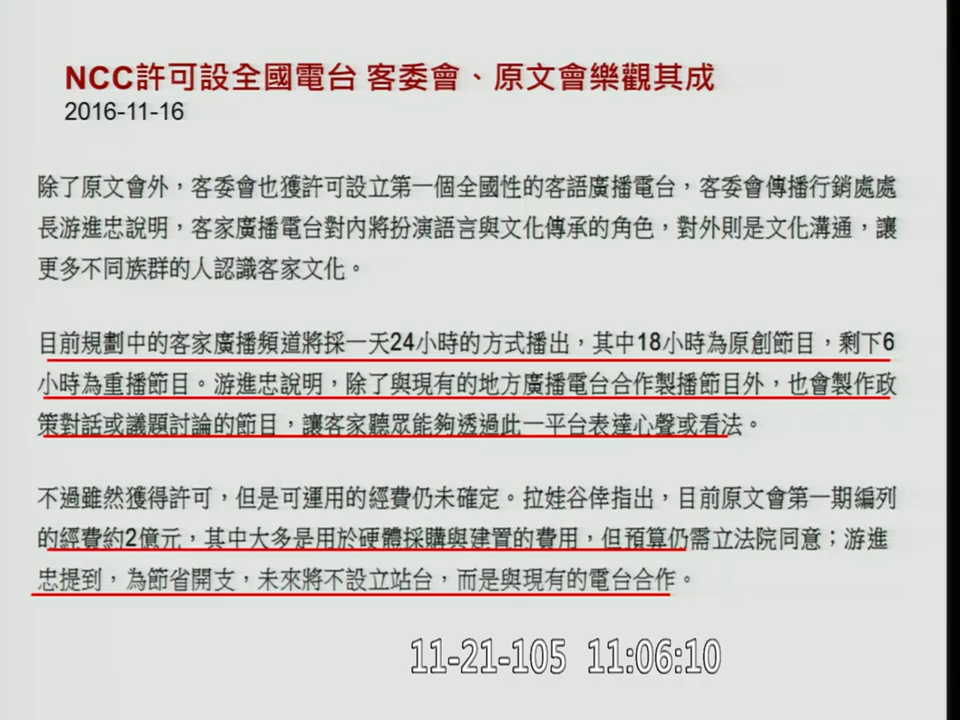 NCC許可設全國電台 客委會、原文會樂觀其成
2016-11-16
除了原文會外，客委會也獲許可設立第一個全國性的客語廣播電台，客委會傳播行銷處處
長游進忠說明，客家廣播電台對內將扮演語言與文化傳承的角色，對外則是文化溝通，讓
更多不同族群的人認識客家文化。
目前規劃中的客家廣播頻道將採一天24小時的方式播出，其中18小時為原創節目，剩下6
小時為重播節目。游進忠說明，除了與現有的地方廣播電台合作製播節目外，也會製作政
策對話或議題討論的節目，讓客家聽眾能夠透過此一平台表達心聲或看法。
不過雖然獲得許可，但是可運用的經費仍未確定。拉娃谷倖指出，目前原文會第一期編列
的經費約2億元，其中大多是用於硬體採購與建置的費用，但預算仍需立法院同意；游進
忠提到，為節省開支，未來將不設立站台，而是與現有的電台合作。
11-21-105 11:06:10